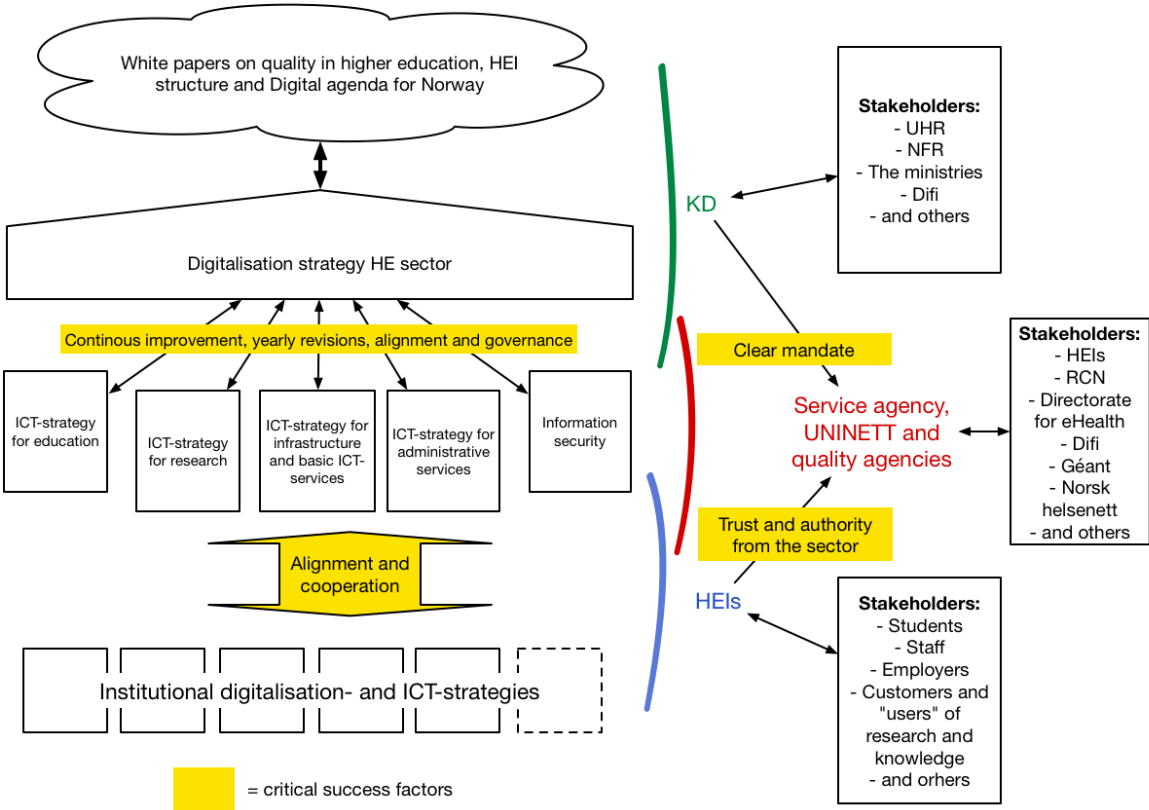 White papers on quality in higher education, HEI
structure and Digital agenda for Norway
Digitalisation strategy HE sector
Continous improvement, yearly revisions, alignment and governance
ICT-strategy
for education
ICT-strategy
for research
ICT-strategy for
infrastructure
and basic ICT-
services
ICT-strategy for
administrative
services
Information
security
Alignment and
cooperation
Institutional digitalisation- and ICT-strategies
= critical success factors
KD
Clear mandate
Service agency,
UNINETT and
quality agencies
Trust and authority
from the sector
HEIs
Stakeholders:
- UHR
- NFR
- The ministries
- Difi
- and others
Stakeholders:
- HEIs
- RCN
- Directorate
for eHealth
- Difi
- Géant
- Norsk
helsenett
- and others
Stakeholders:
- Students
- Staff
- Employers
- Customers and
"users" of
research and
knowledge
- and orhers